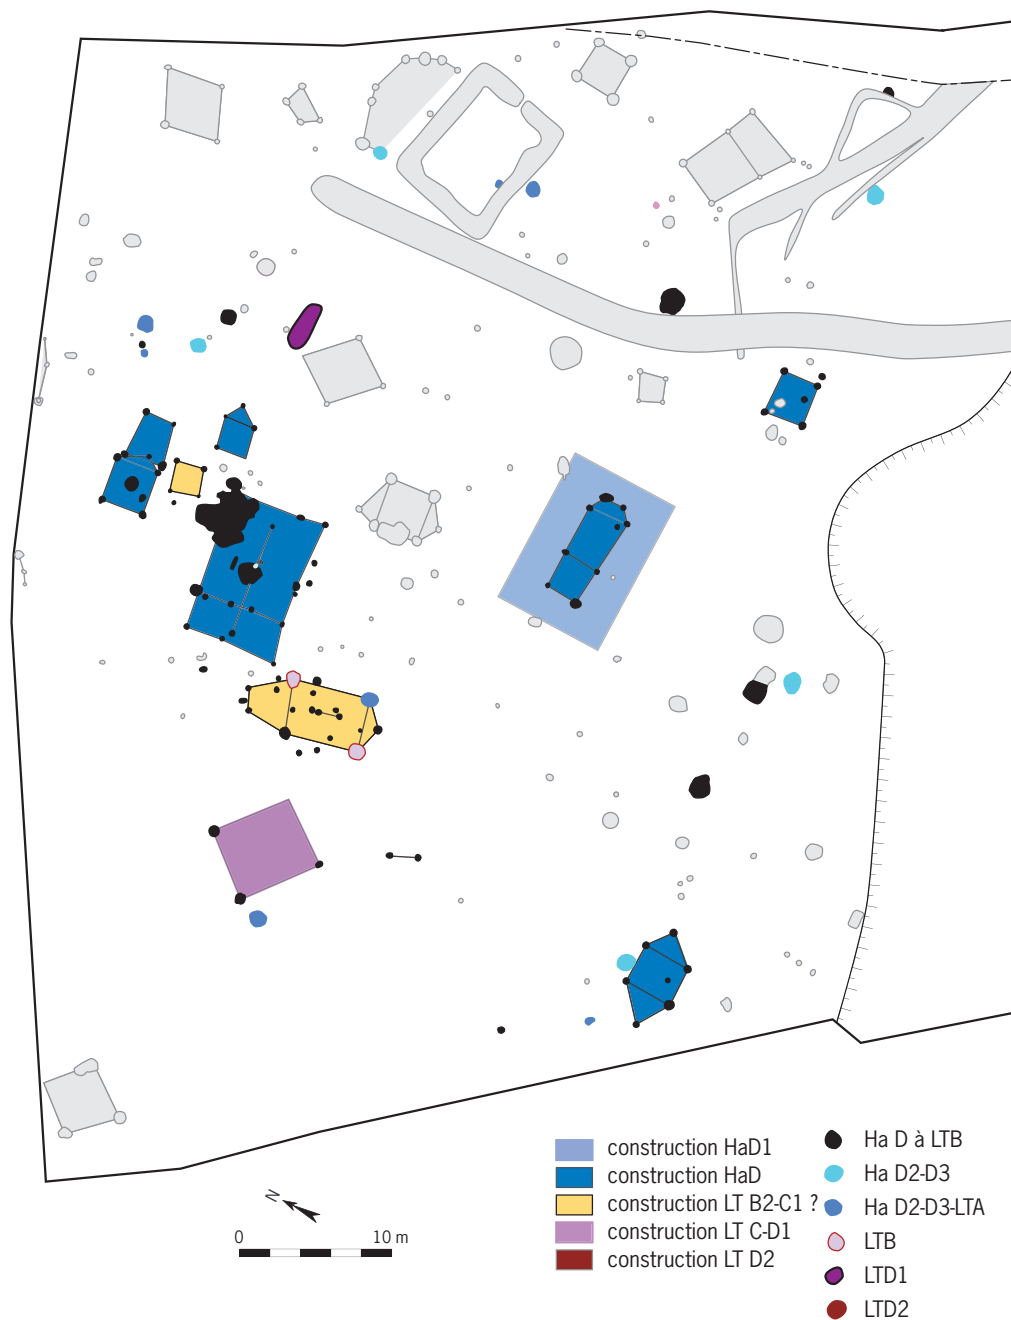 N
0 10 m
construction HaD1
construction HaD
construction LT B2-C1 ?
construction LT C-D1
construction LT D2
Ha D à LTB
Ha D2-D3
Ha D2-D3-LTA
LTB
LTD1
LTD2